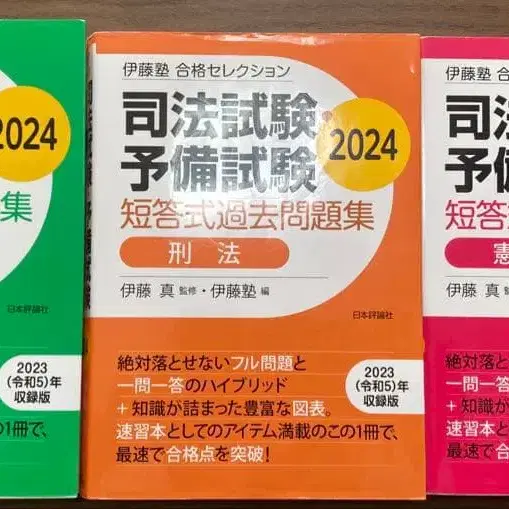 2024
集
(令和5)年
2023
収録版
の1冊で、
伊藤塾 合格セレクション
司法試験・
予備試験
2024
短答式過去問題集
刑法
伊藤 真 監修・伊藤塾 編
日本評論社
絶対落とせないフル問題と
一問一答のハイブリッド
+ 知識が詰まった豊富な図表。
速習本としてのアイテム満載のこの1冊で、
最速で合格点を突破!
2023
(令和5)年
収録版
伊藤塾 合
司法
予備
短答式
憲
伊藤 真 監
絶対落と
一問一答
+ 知識が
速習本と
最速で合